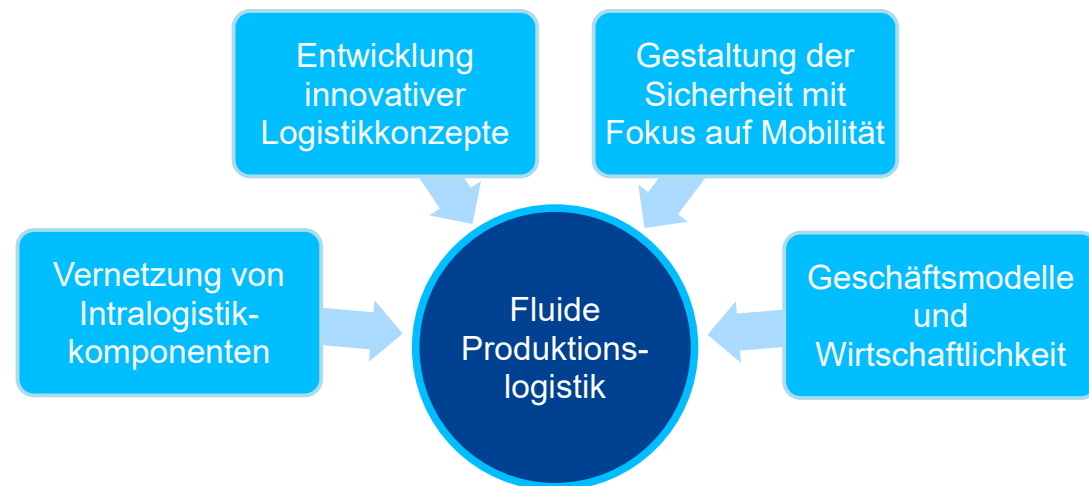 Entwicklung
innovativer
Logistikkonzepte
Gestaltung der
Sicherheit mit
Fokus auf Mobilität
Vernetzung von
Intralogistik-
komponenten
Fluide
Produktions-
logistik
Geschäftsmodelle
und
Wirtschaftlichkeit